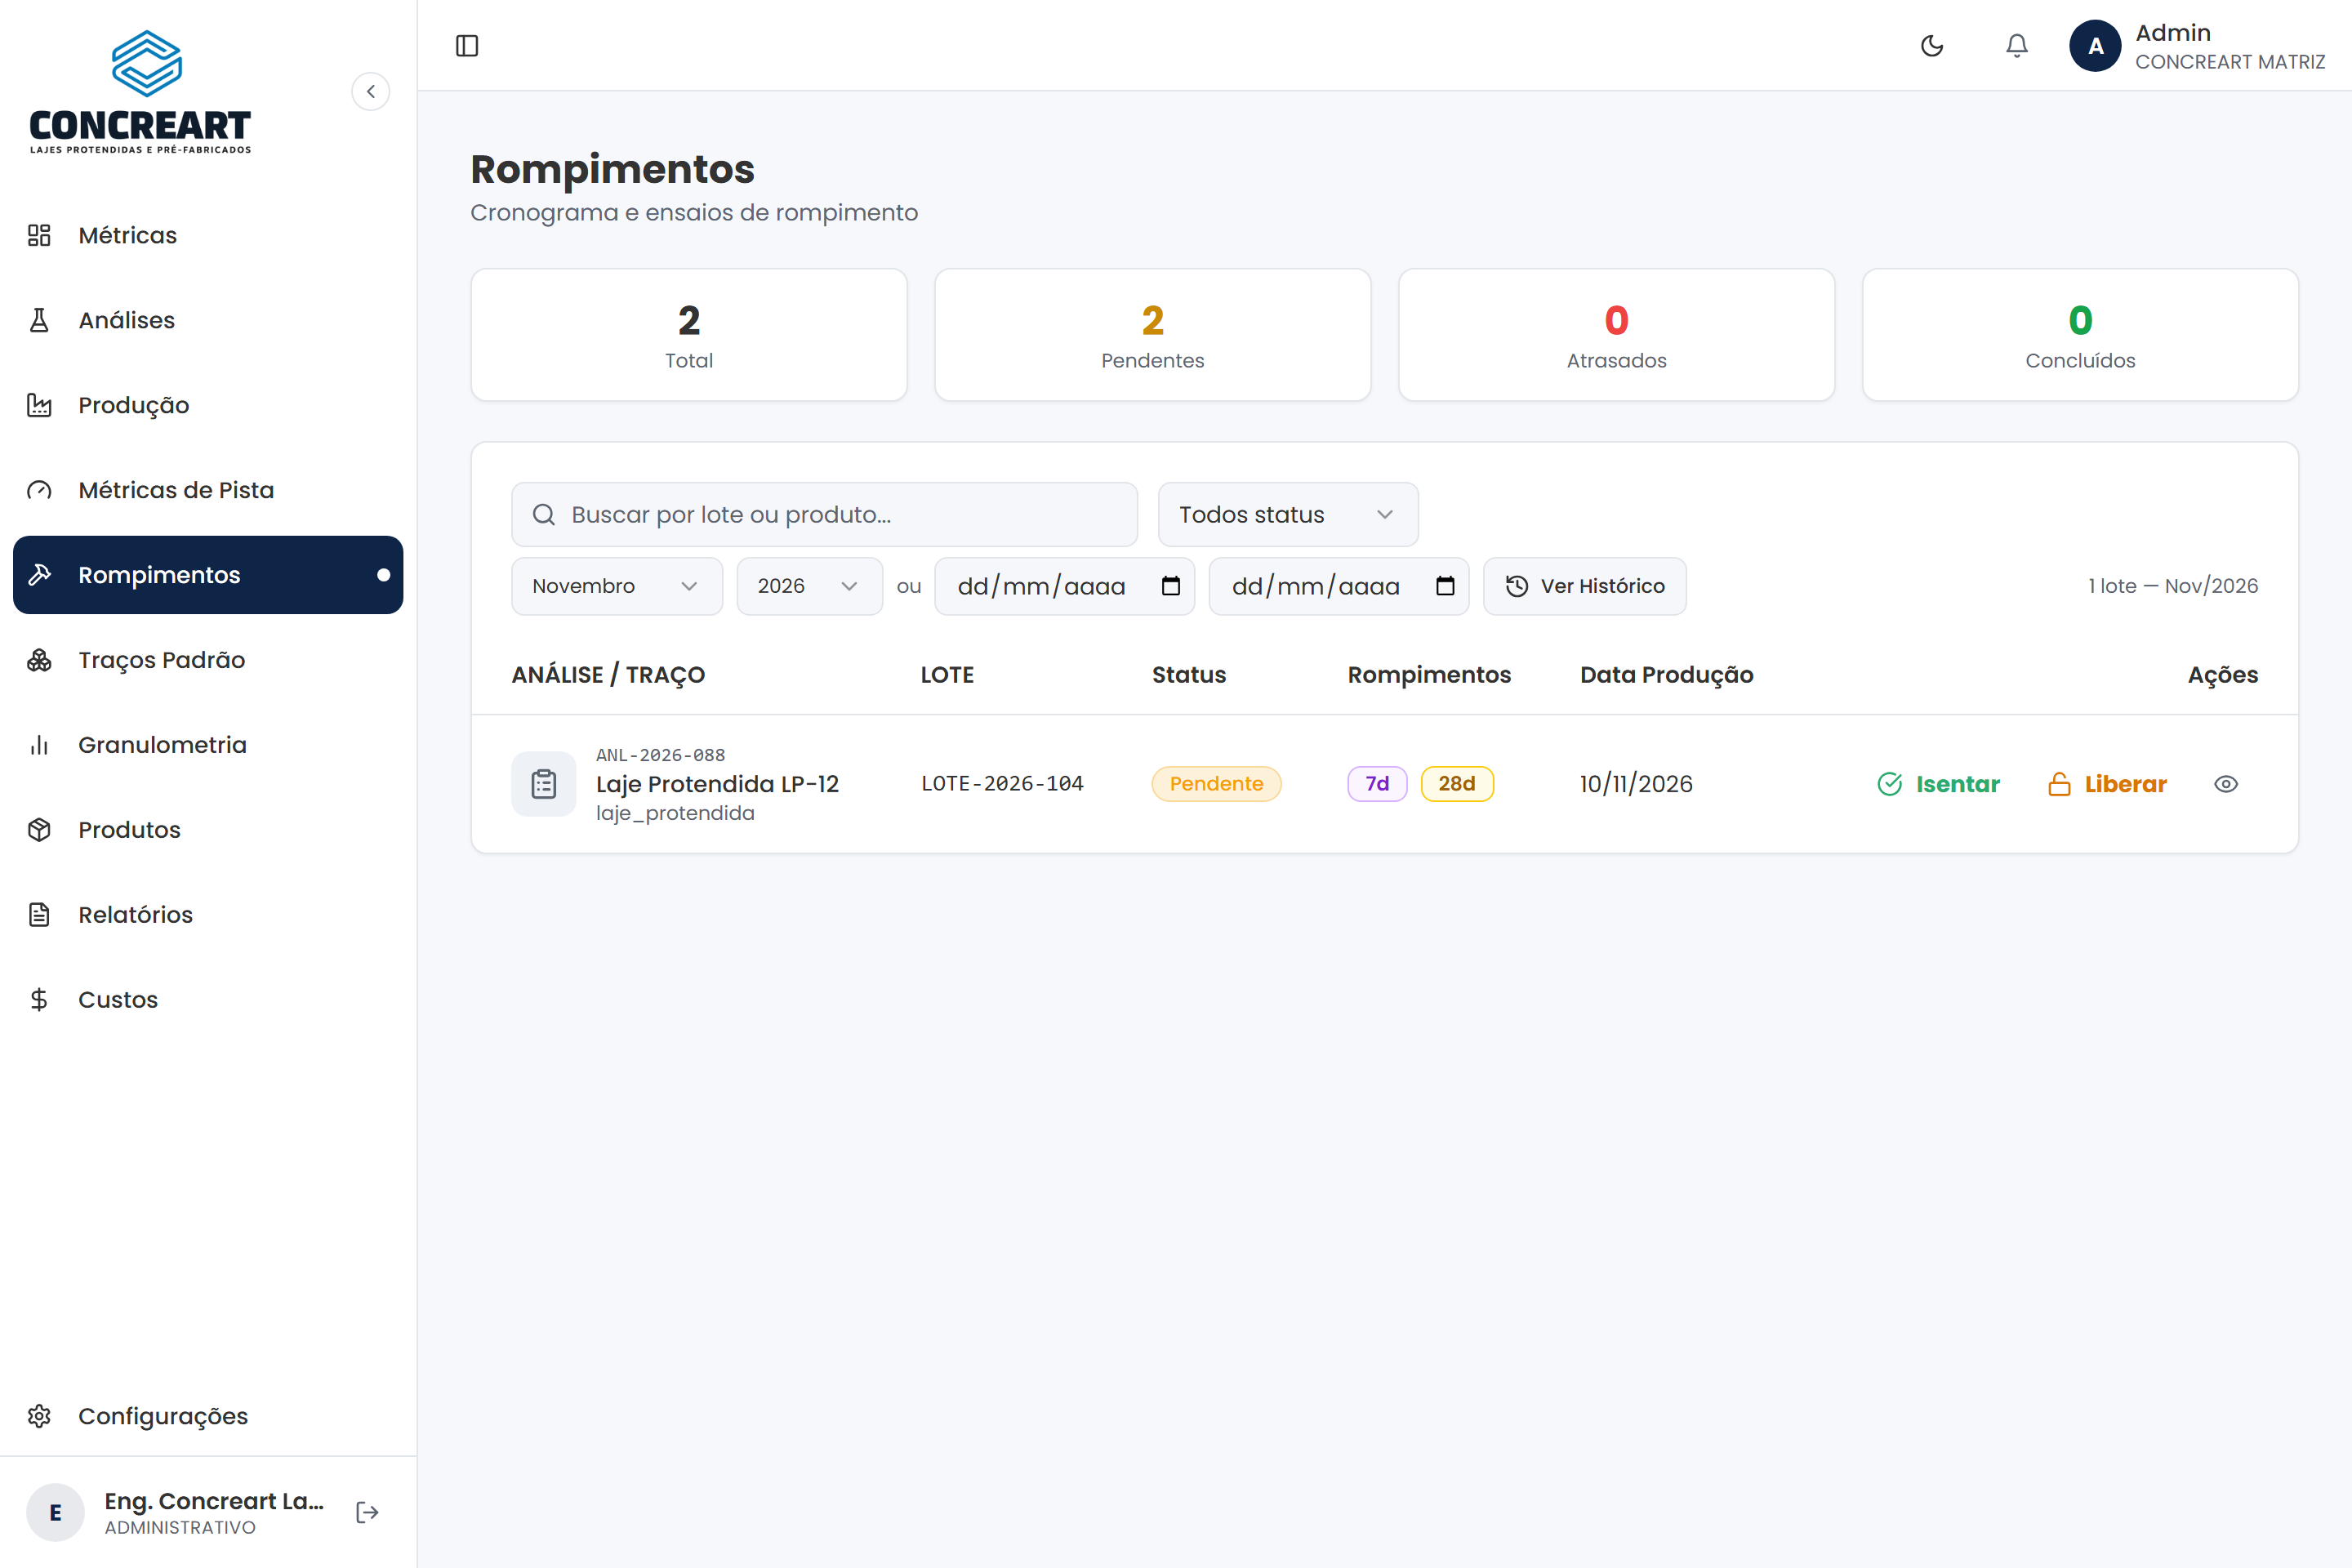 CONCREART
LAJES PROTENDIDAS E PRÉ-FABRICADOS
Métricas
Análises
Produção
Métricas de Pista
Rompimentos
Traços Padrão
Granulometria
Produtos
Relatórios
Custos
Configurações
E
Eng. Concreart La...
ADMINISTRATIVO
A
Admin
CONCREART MATRIZ
Rompimentos
Cronograma e ensaios de rompimento
2
Total
2
Pendentes
0
Atrasados
0
Concluídos
Buscar por lote ou produto...
Todos status
Novembro 2026 ou dd/mm/aaaa dd/mm/aaaa Ver Histórico 1 lote — Nov/2026
ANÁLISE / TRAÇO LOTE Status Rompimentos Data Produção Ações
ANL-2026-088
Laje Protendida LP-12
laje_protendida
LOTE-2026-104 Pendente 7d 28d 10/11/2026 Isentar Liberar